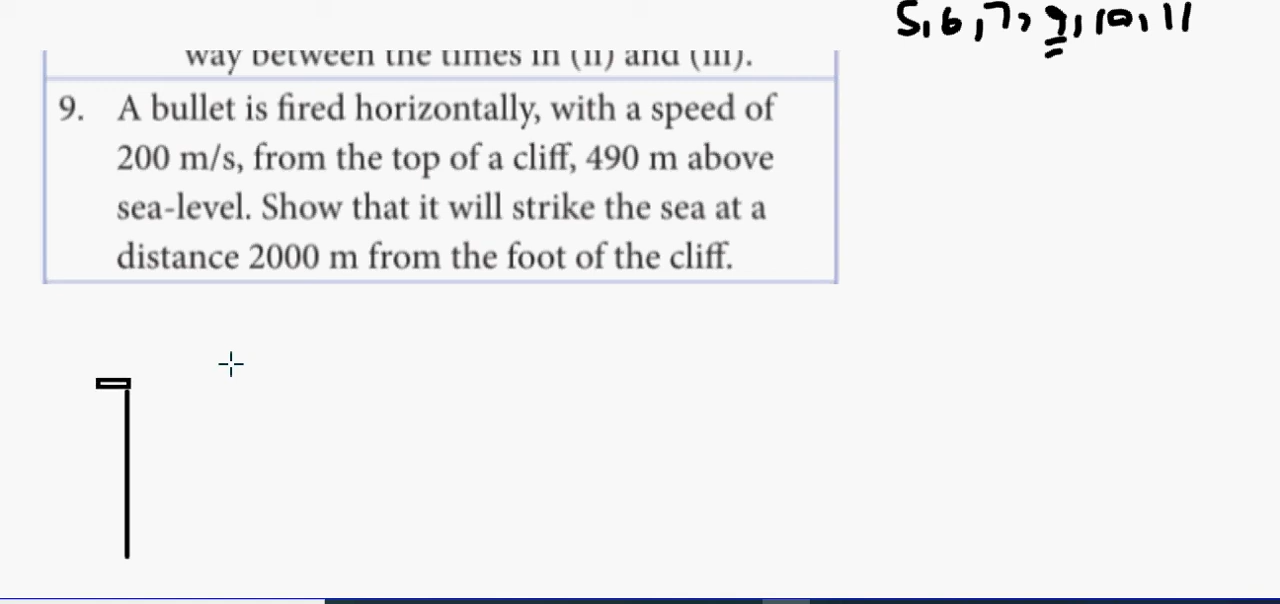 5, 6, 7, 9, 10, 11
way between the times in (ii) and (iii).
9. A bullet is fired horizontally, with a speed of
200 m/s, from the top of a cliff, 490 m above
sea-level. Show that it will strike the sea at a
distance 2000 m from the foot of the cliff.